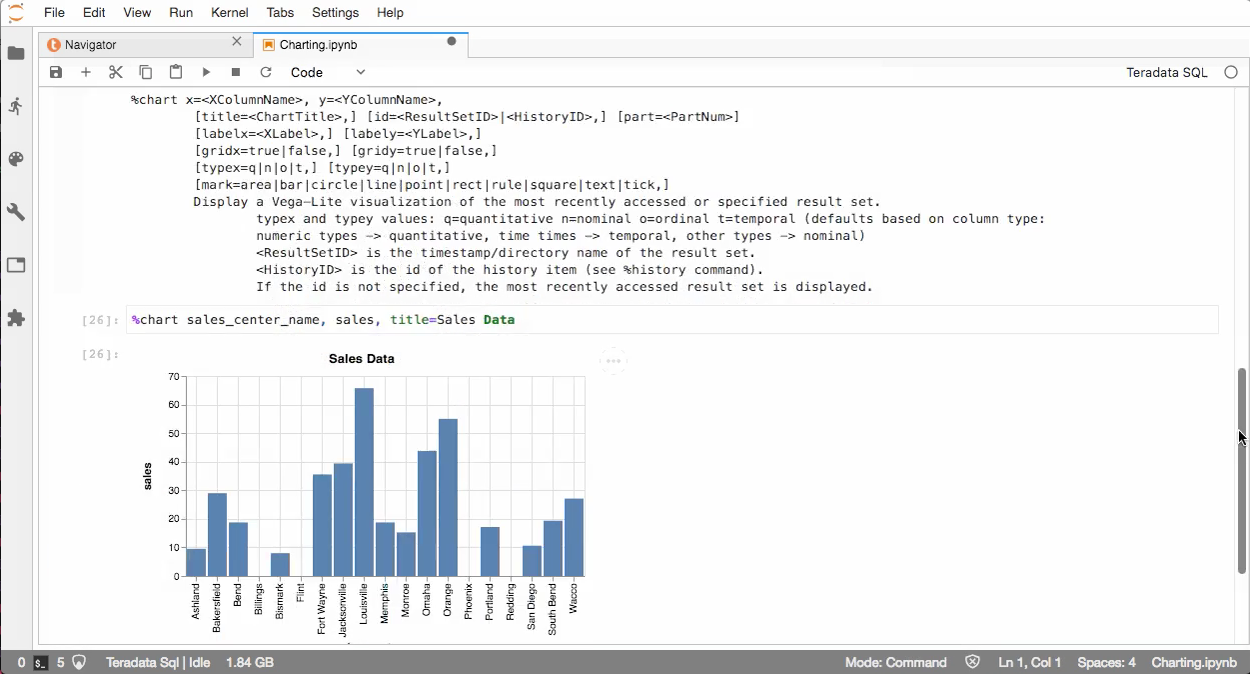 File Edit View Run Kernel Tabs Settings Help
Navigator Charting.ipynb
Code Teradata SQL
%chart x=<XColumnName>, y=<YColumnName>,
[title=<ChartTitle>,] [id=<ResultSetID>|<HistoryID>,] [part=<PartNum>]
[labelx=<XLabel>,] [labely=<YLabel>,]
[gridx=true|false,] [gridy=true|false,]
[typex=q|n|o|t,] [typey=q|n|o|t,]
[mark=area|bar|circle|line|point|rect|rule|square|text|tick,]
Display a Vega-Lite visualization of the most recently accessed or specified result set.
typex and typey values: q=quantitative n=nominal o=ordinal t=temporal (defaults based on column type:
numeric types -> quantitative, time times -> temporal, other types -> nominal)
<ResultSetID> is the timestamp/directory name of the result set.
<HistoryID> is the id of the history item (see %history command).
If the id is not specified, the most recently accessed result set is displayed.
[26]: %chart sales_center_name, sales, title=Sales Data
[26]:
Sales Data
70
60
50
40
30
20
10
0
sales
Ashland
Bakersfield
Bend
Billings
Bismark
Flint
Fort Wayne
Jacksonville
Louisville
Memphis
Monroe
Omaha
Orange
Phoenix
Portland
Redding
San Diego
South Bend
Wacco
0 5 Teradata Sql | Idle 1.84 GB Mode: Command Ln 1, Col 1 Spaces: 4 Charting.ipynb